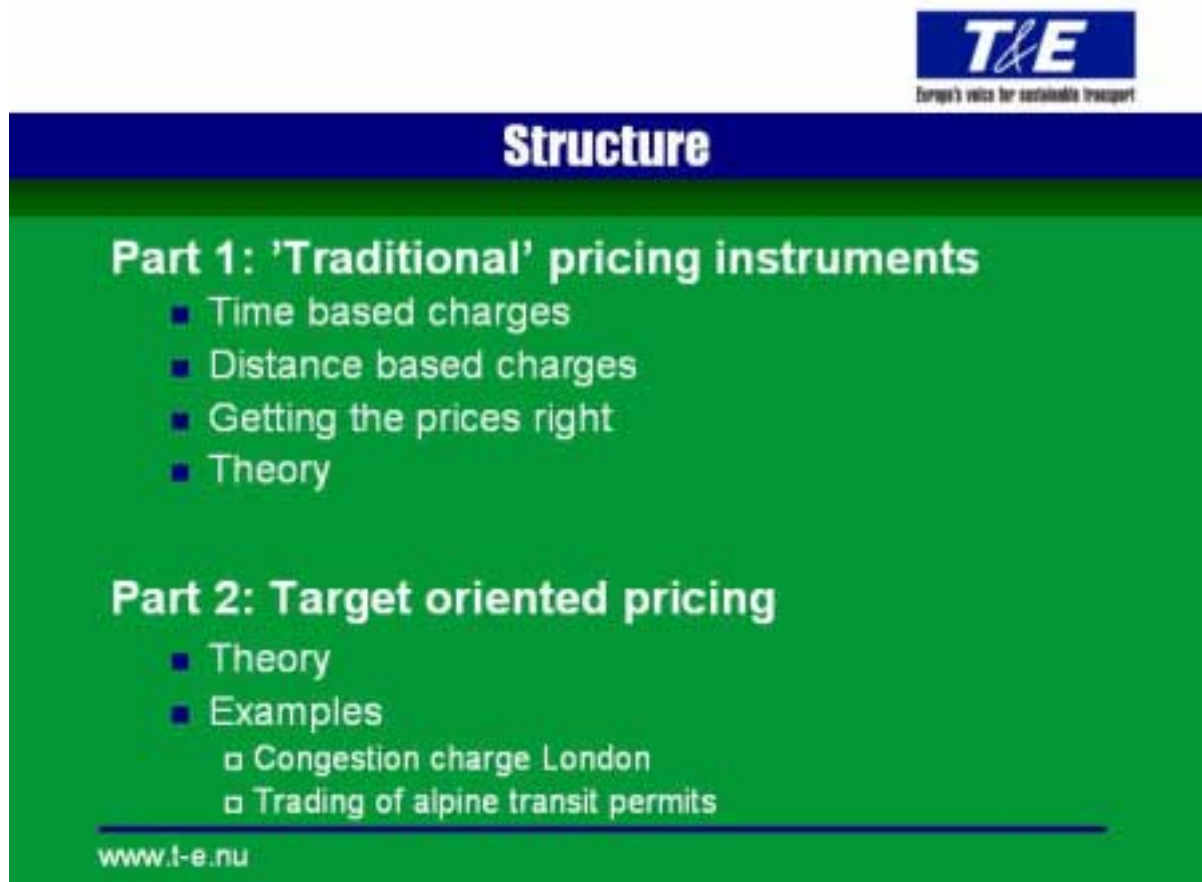 T&E
Europe's voice for sustainable transport
Structure
Part 1: ’Traditional’ pricing instruments
Time based charges
Distance based charges
Getting the prices right
Theory
Part 2: Target oriented pricing
Theory
Examples
Congestion charge London
Trading of alpine transit permits
www.t-e.nu